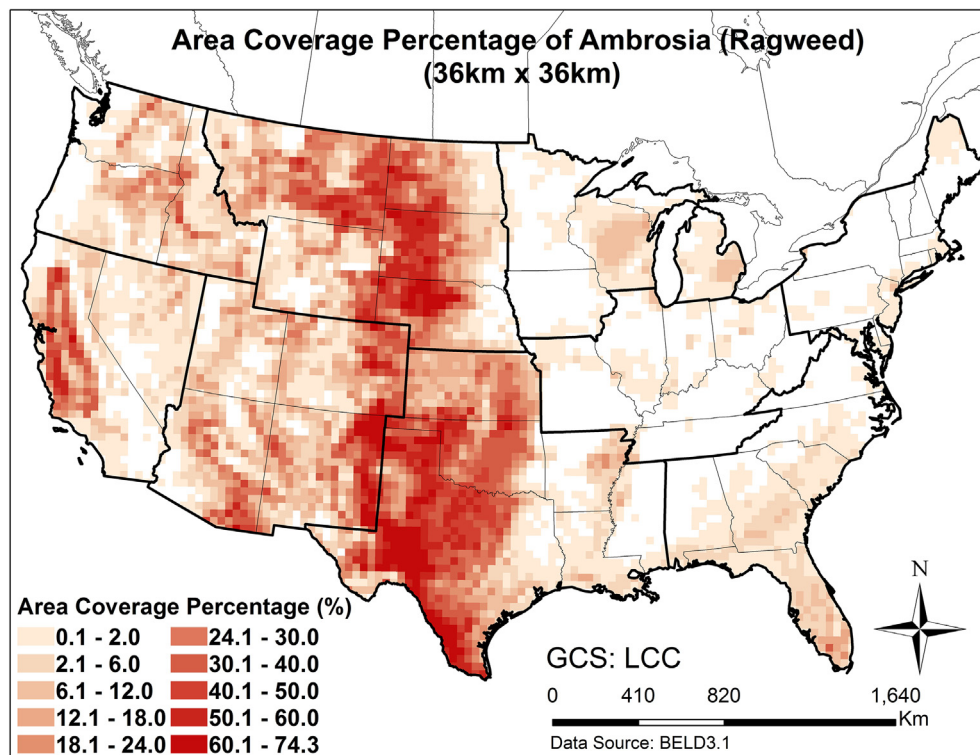 Area Coverage Percentage of Ambrosia (Ragweed)
(36km x 36km)
Area Coverage Percentage (%)
0.1 - 2.0
2.1 - 6.0
6.1 - 12.0
12.1 - 18.0
18.1 - 24.0
24.1 - 30.0
30.1 - 40.0
40.1 - 50.0
50.1 - 60.0
60.1 - 74.3
N
GCS: LCC
0 410 820 1,640
Km
Data Source: BELD3.1